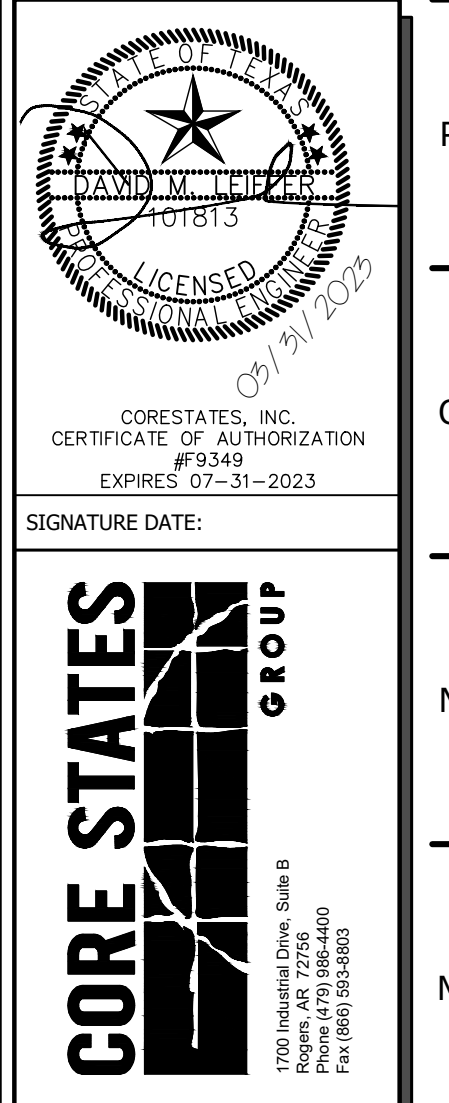 STATE OF TEXAS
DAVID M. LEIFFER
101813
LICENSED
PROFESSIONAL ENGINEER
03/31/2023
CORESTATES, INC.
CERTIFICATE OF AUTHORIZATION
#F9349
EXPIRES 07-31-2023
SIGNATURE DATE:
CORE STATES
GROUP
1700 Industrial Drive, Suite B
Rogers, AR 72756
Phone (479) 986-4400
Fax (866) 593-8803